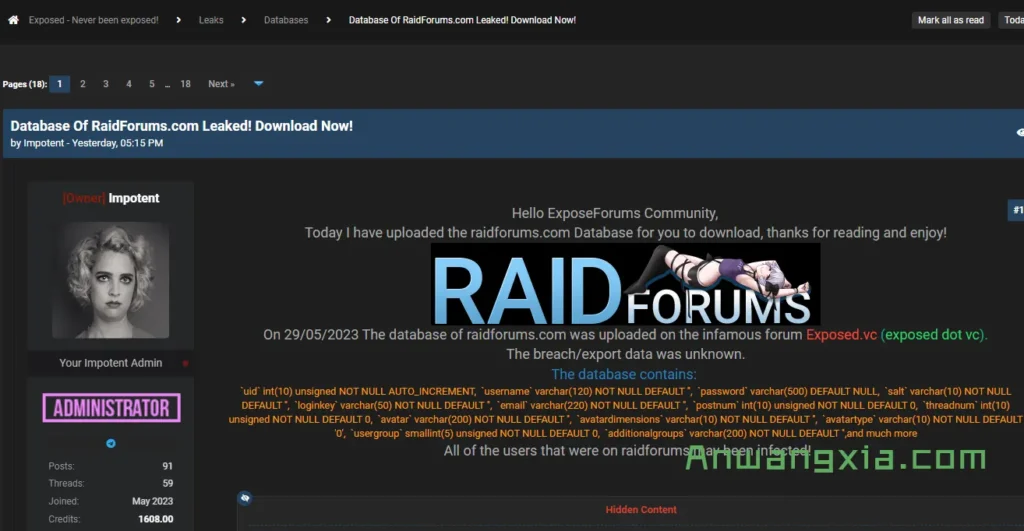 Exposed - Never been exposed! Leaks Databases Database Of RaidForums.com Leaked! Download Now! Mark all as read Toda
Pages (18): 1 2 3 4 5 ... 18 Next »
Database Of RaidForums.com Leaked! Download Now!
by Impotent - Yesterday, 05:15 PM
[Owner] Impotent
Your Impotent Admin
ADMINISTRATOR
Posts: 91
Threads: 59
Joined: May 2023
Credits: 1608.00
#1
Hello ExposeForums Community,
Today I have uploaded the raidforums.com Database for you to download, thanks for reading and enjoy!
RAID FORUMS
On 29/05/2023 The database of raidforums.com was uploaded on the infamous forum Exposed.vc (exposed dot vc).
The breach/export data was unknown.
The database contains:
`uid` int(10) unsigned NOT NULL AUTO_INCREMENT, `username` varchar(120) NOT NULL DEFAULT '', `password` varchar(500) DEFAULT NULL, `salt` varchar(10) NOT NULL
DEFAULT '', `loginkey` varchar(50) NOT NULL DEFAULT '', `email` varchar(220) NOT NULL DEFAULT '', `postnum` int(10) unsigned NOT NULL DEFAULT 0, `threadnum` int(10)
unsigned NOT NULL DEFAULT 0, `avatar` varchar(200) NOT NULL DEFAULT '', `avatardimensions` varchar(10) NOT NULL DEFAULT '', `avatartype` varchar(10) NOT NULL DEFAULT
'0', `usergroup` smallint(5) unsigned NOT NULL DEFAULT 0, `additionalgroups` varchar(200) NOT NULL DEFAULT '',and much more
All of the users that were on raidforums may been infected!
Anwangxia.com
Hidden Content